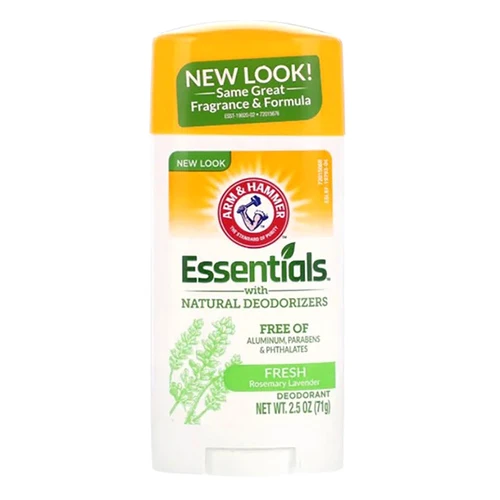 NEW LOOK!
Same Great
Fragrance & Formula
NEW LOOK
ARM & HAMMER
THE STANDARD OF PURITY
Essentials™
with
NATURAL DEODORIZERS
FREE OF
ALUMINUM, PARABENS
& PHTHALATES
FRESH
Rosemary Lavender
DEODORANT
NET WT. 2.5 OZ (71g)